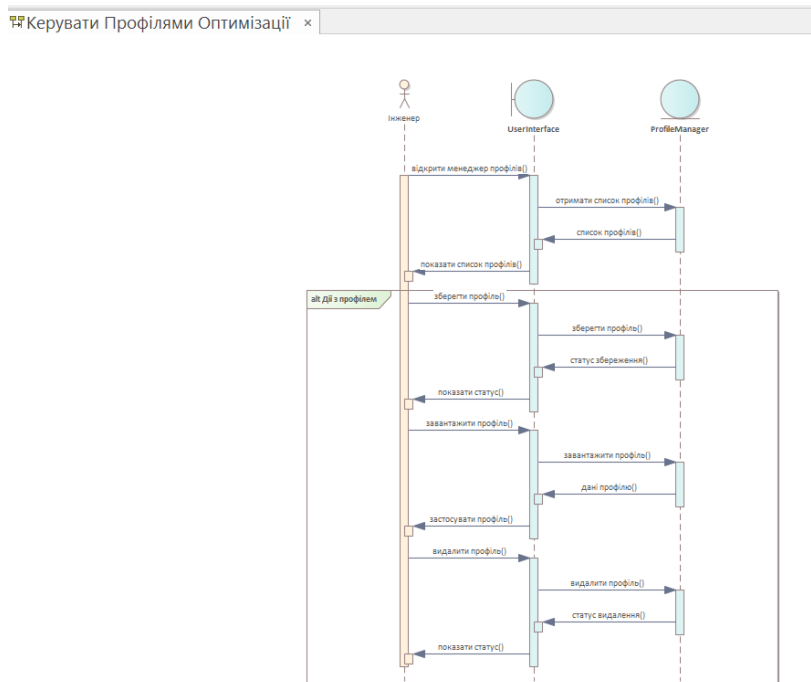 Керувати Профілями Оптимізації ×
Інженер
UserInterface
ProfileManager
відкрити менеджер профілів()
отримати список профілів()
список профілів()
показати список профілів()
alt Дії з профілем
зберегти профіль()
зберегти профіль()
статус збереження()
показати статус()
завантажити профіль()
завантажити профіль()
дані профілю()
застосувати профіль()
видалити профіль()
видалити профіль()
статус видалення()
показати статус()